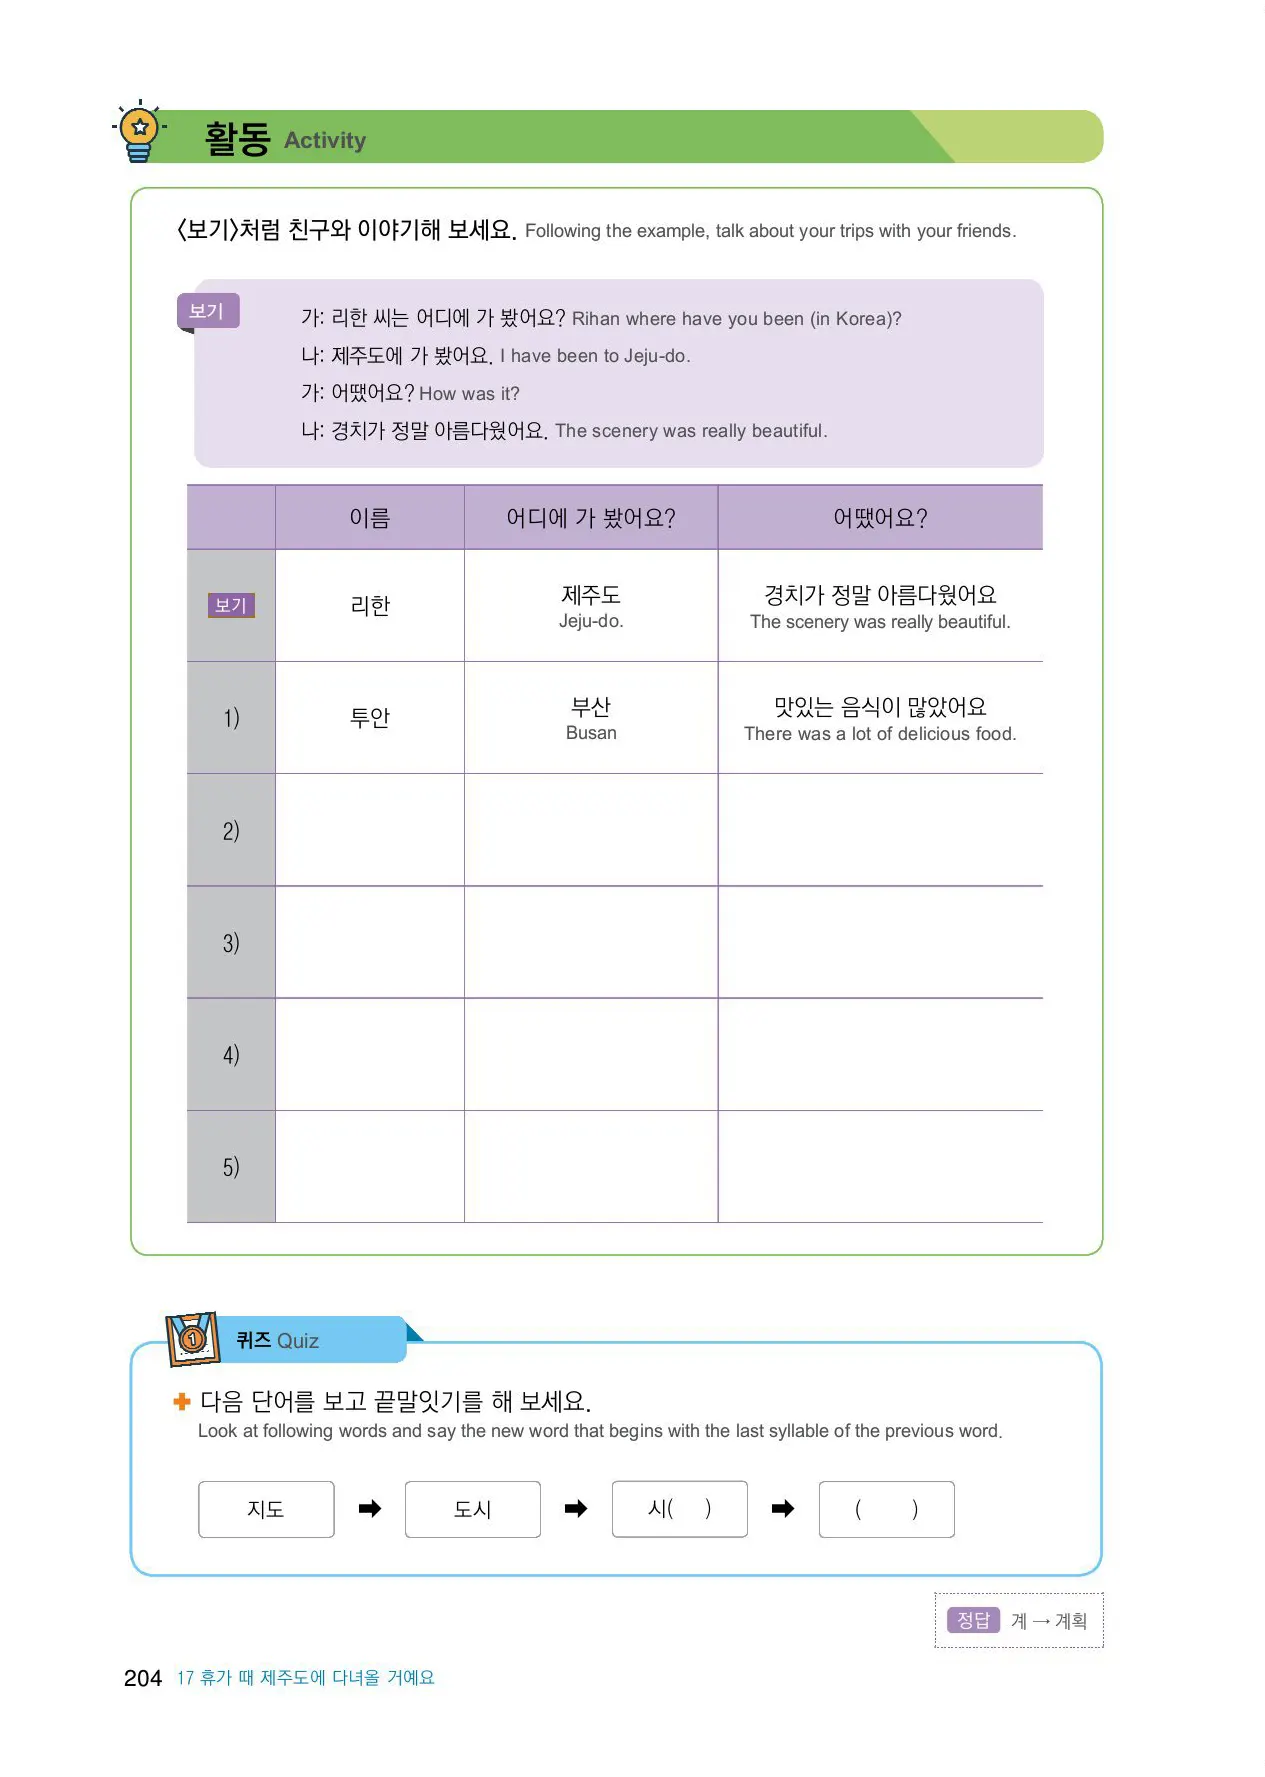 활동 Activity
〈보기〉처럼 친구와 이야기해 보세요. Following the example, talk about your trips with your friends.
보기
가: 리한 씨는 어디에 가 봤어요? Rihan where have you been (in Korea)?
나: 제주도에 가 봤어요. I have been to Jeju-do.
가: 어땠어요? How was it?
나: 경치가 정말 아름다웠어요. The scenery was really beautiful.
이름 어디에 가 봤어요? 어땠어요?
보기 리한 제주도 경치가 정말 아름다웠어요
Jeju-do. The scenery was really beautiful.
1) 투안 부산 맛있는 음식이 많았어요
Busan There was a lot of delicious food.
2)
3)
4)
5)
1
퀴즈 Quiz
다음 단어를 보고 끝말잇기를 해 보세요.
Look at following words and say the new word that begins with the last syllable of the previous word.
지도 ➡ 도시 ➡ 시( ) ➡ ( )
정답 계 → 계획
204 17 휴가 때 제주도에 다녀올 거예요